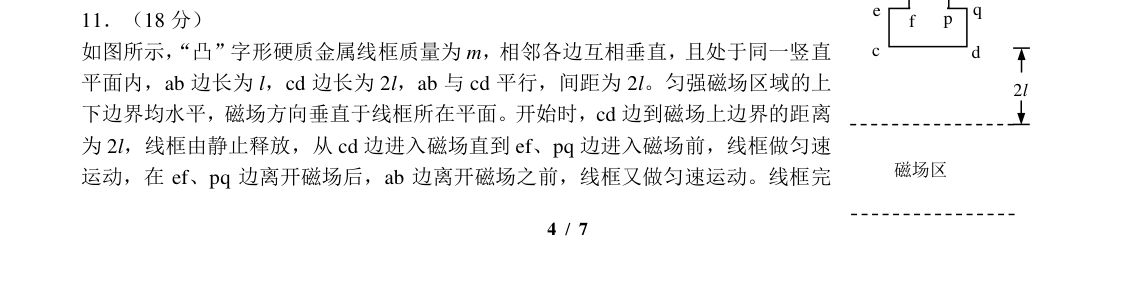 11．（18 分）
如图所示，“凸”字形硬质金属线框质量为 m，相邻各边互相垂直，且处于同一竖直
平面内，ab 边长为 l，cd 边长为 2l，ab 与 cd 平行，间距为 2l。匀强磁场区域的上
下边界均水平，磁场方向垂直于线框所在平面。开始时，cd 边到磁场上边界的距离
为 2l，线框由静止释放，从 cd 边进入磁场直到 ef、pq 边进入磁场前，线框做匀速
运动，在 ef、pq 边离开磁场后，ab 边离开磁场之前，线框又做匀速运动。线框完
e f p q
c d
2l
磁场区
4 / 7